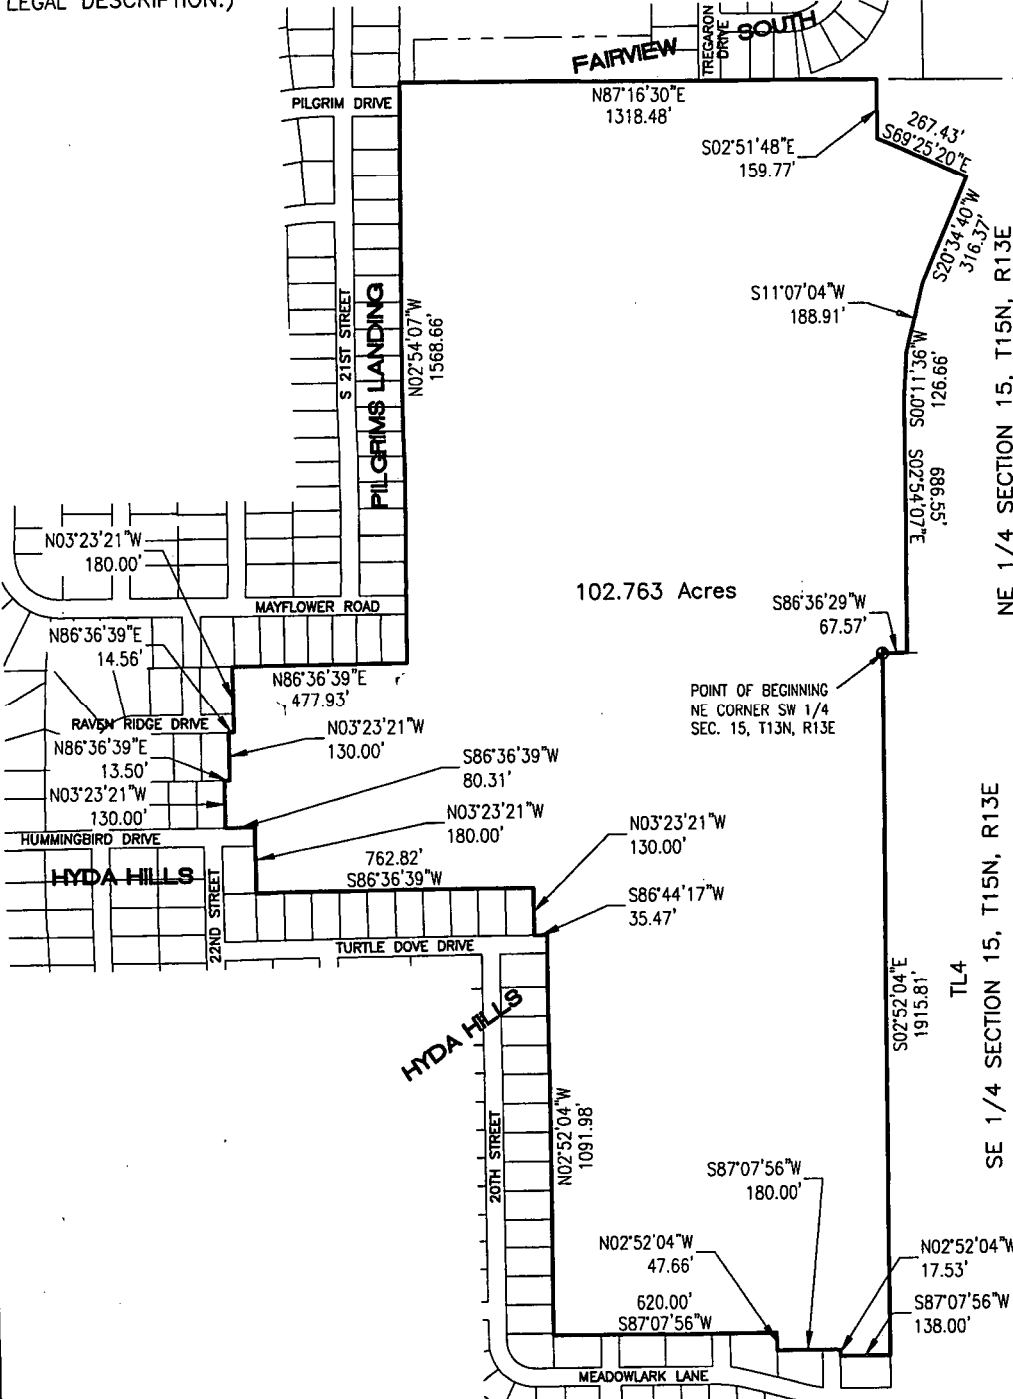 LEGAL DESCRIPTION.)
FAIRVIEW
TREGARON
DRIVE
SOUTH
PILGRIM DRIVE
N87°16'30"E
1318.48'
S02°51'48"E
159.77'
267.43'
S69°25'20"E
S20°34'40"W
316.37'
S11°07'04"W
188.91'
S 21ST STREET
PILGRIMS LANDING
N02°54'07"W
1568.66'
S00°11'36"W
126.99'
S02°54'07"E
686.55'
NE 1/4 SECTION 15, T15N, R13E
N03°23'21"W
180.00'
MAYFLOWER ROAD
102.763 Acres
S86°36'29"W
67.57'
N86°36'39"E
14.56'
N86°36'39"E
477.93'
POINT OF BEGINNING
NE CORNER SW 1/4
SEC. 15, T13N, R13E
RAVEN RIDGE DRIVE
N03°23'21"W
130.00'
N86°36'39"E
13.50'
S86°36'39"W
80.31'
N03°23'21"W
130.00'
N03°23'21"W
180.00'
N03°23'21"W
130.00'
HUMMINGBIRD DRIVE
HYDA HILLS
22ND STREET
762.82'
S86°36'39"W
S86°44'17"W
35.47'
TURTLE DOVE DRIVE
HYDA HILLS
S02°52'04"E
1915.81'
TL4
SE 1/4 SECTION 15, T15N, R13E
20TH STREET
N02°52'04"W
1091.98'
S87°07'56"W
180.00'
N02°52'04"W
47.66'
N02°52'04"W
17.53'
620.00'
S87°07'56"W
S87°07'56"W
138.00'
MEADOWLARK LANE